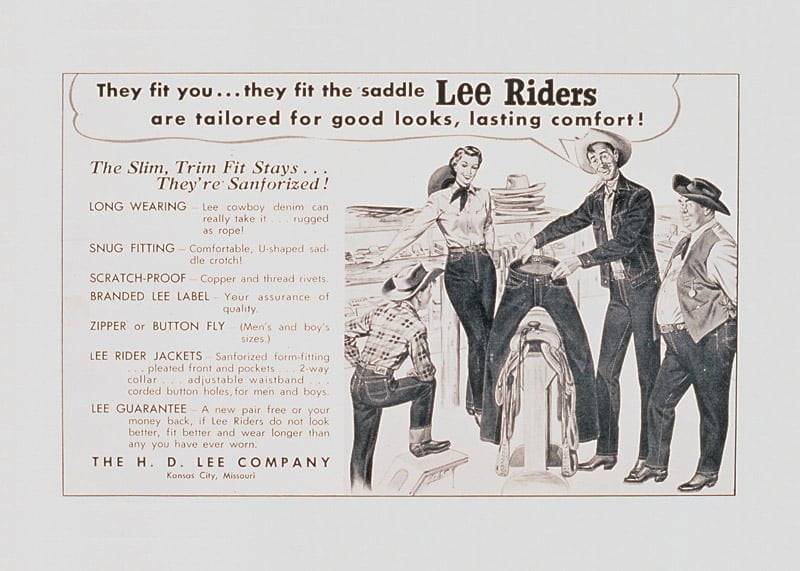 They fit you...they fit the saddle Lee Riders
are tailored for good looks, lasting comfort!
The Slim, Trim Fit Stays...
They're Sanforized!
LONG WEARING – Lee cowboy denim can
really take it . . . rugged
as rope!
SNUG FITTING – Comfortable, U-shaped sad-
dle crotch!
SCRATCH-PROOF – Copper and thread rivets.
BRANDED LEE LABEL – Your assurance of
quality.
ZIPPER or BUTTON FLY – (Men's and boy's
sizes.)
LEE RIDER JACKETS – Sanforized form-fitting
. . . pleated front and pockets . . . 2-way
collar . . . adjustable waistband . . .
corded button holes, for men and boys.
LEE GUARANTEE – A new pair free or your
money back, if Lee Riders do not look
better, fit better and wear longer than
any you have ever worn.
THE H. D. LEE COMPANY
Kansas City, Missouri